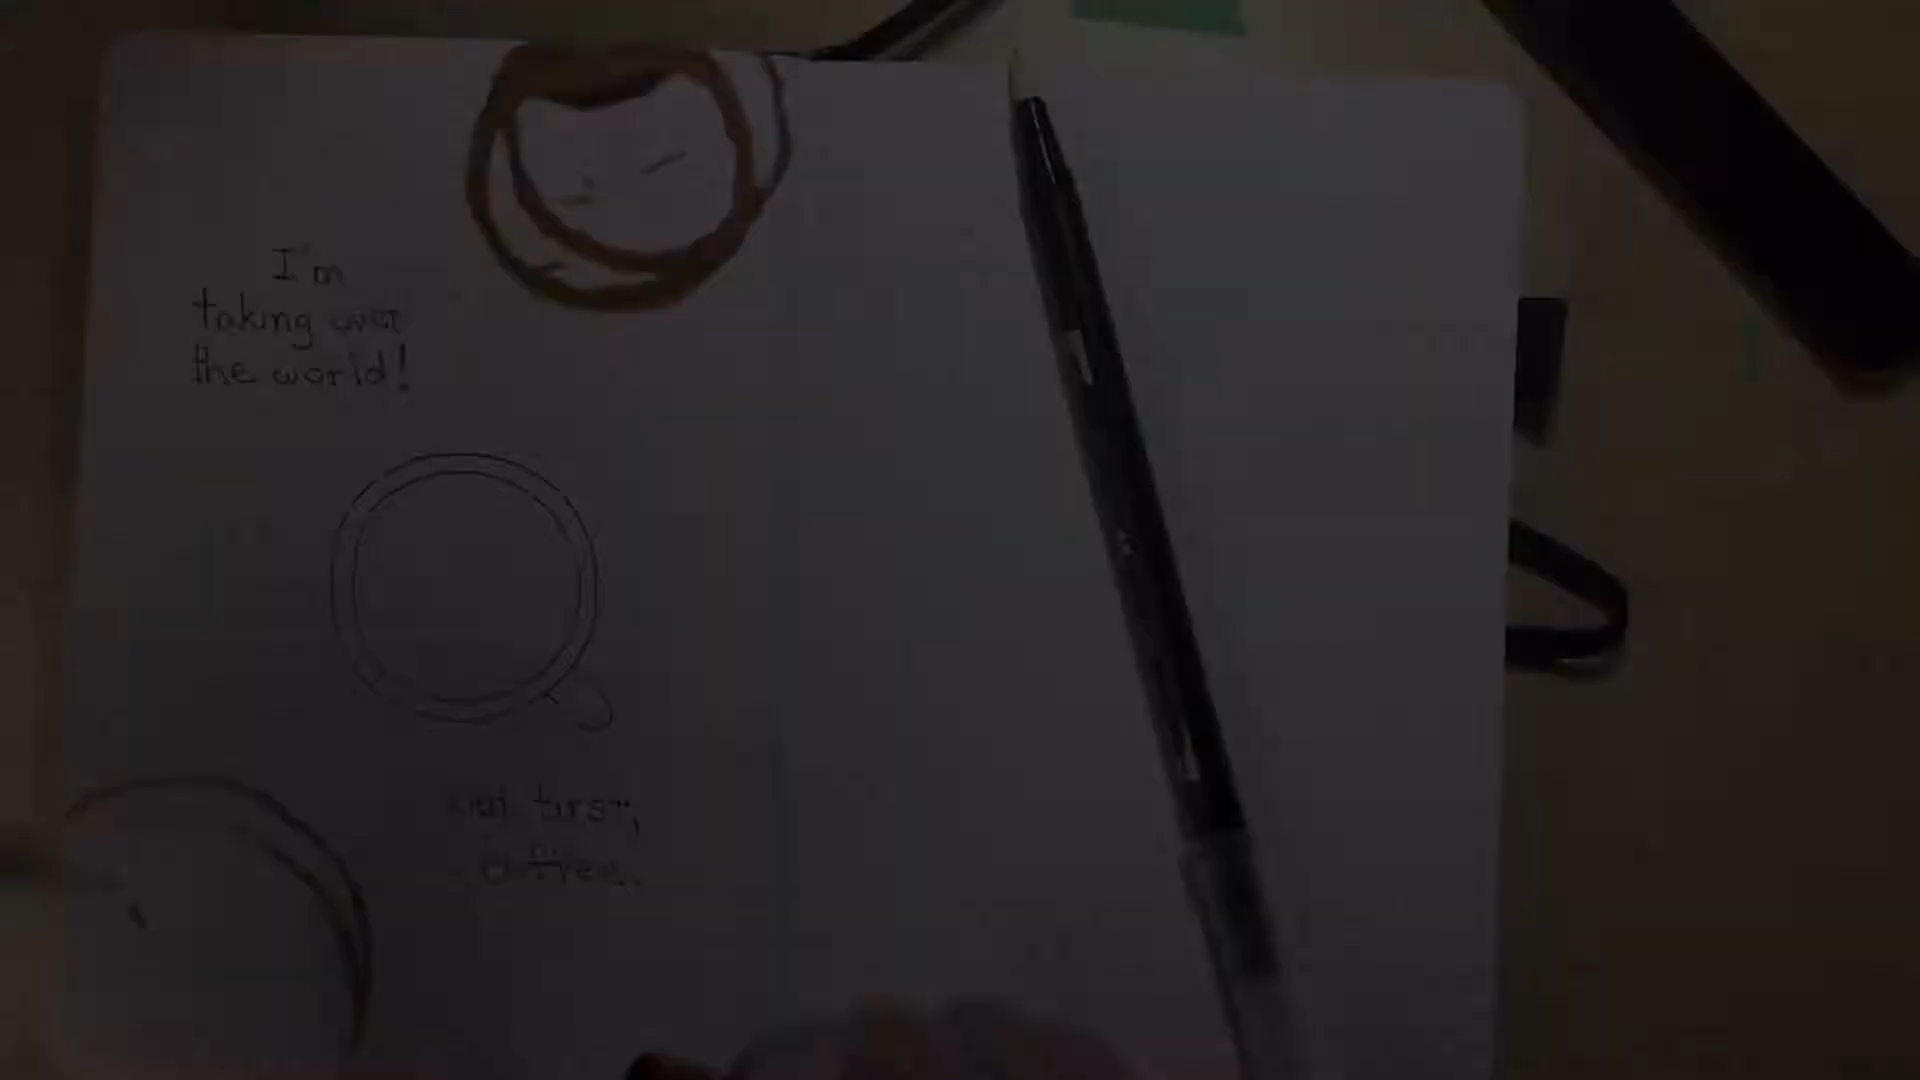 I'm
taking over
the world!
but first,
coffee.